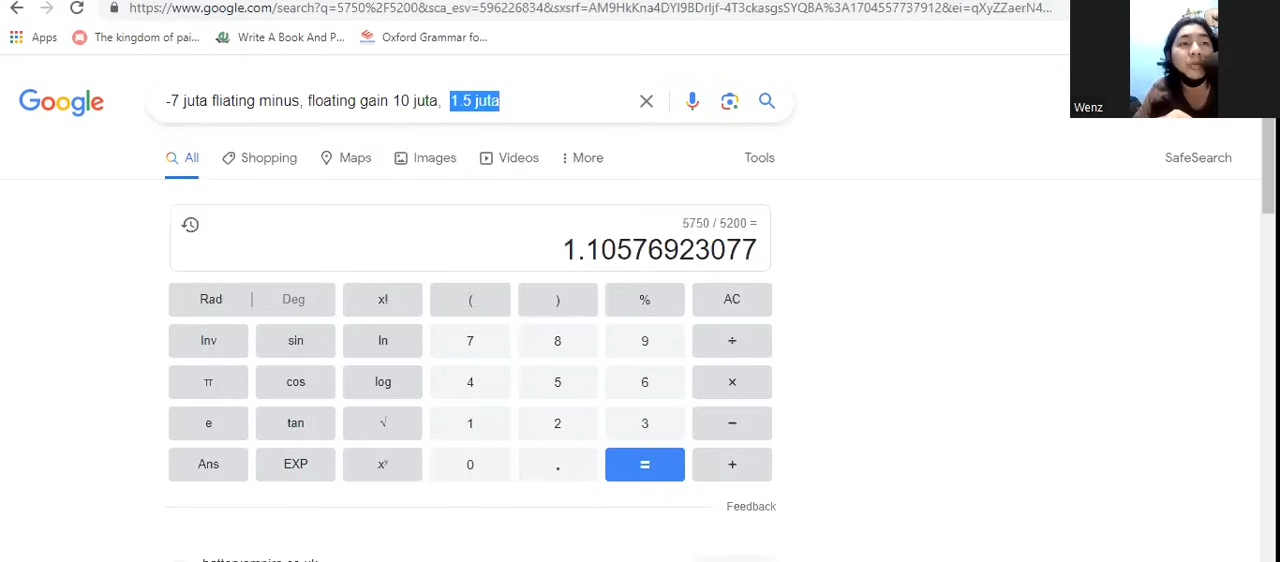 https://www.google.com/search?q=5750%2F5200&sca_esv=596226834&sxsrf=AM9HkKna4DYI9BDrIjf-4T3ckasgsSYQBA%3A1704557737912&ei=qXyZZaerN4...
Apps The kingdom of pai... Write A Book And P... Oxford Grammar fo...
Wenz
Google -7 juta fliating minus, floating gain 10 juta, 1.5 juta
All Shopping Maps Images Videos More Tools SafeSearch
5750 / 5200 =
1.10576923077
Rad | Deg x! ( ) % AC
Inv sin ln 7 8 9 ÷
π cos log 4 5 6 ×
e tan √ 1 2 3 −
Ans EXP xʸ 0 . = +
Feedback